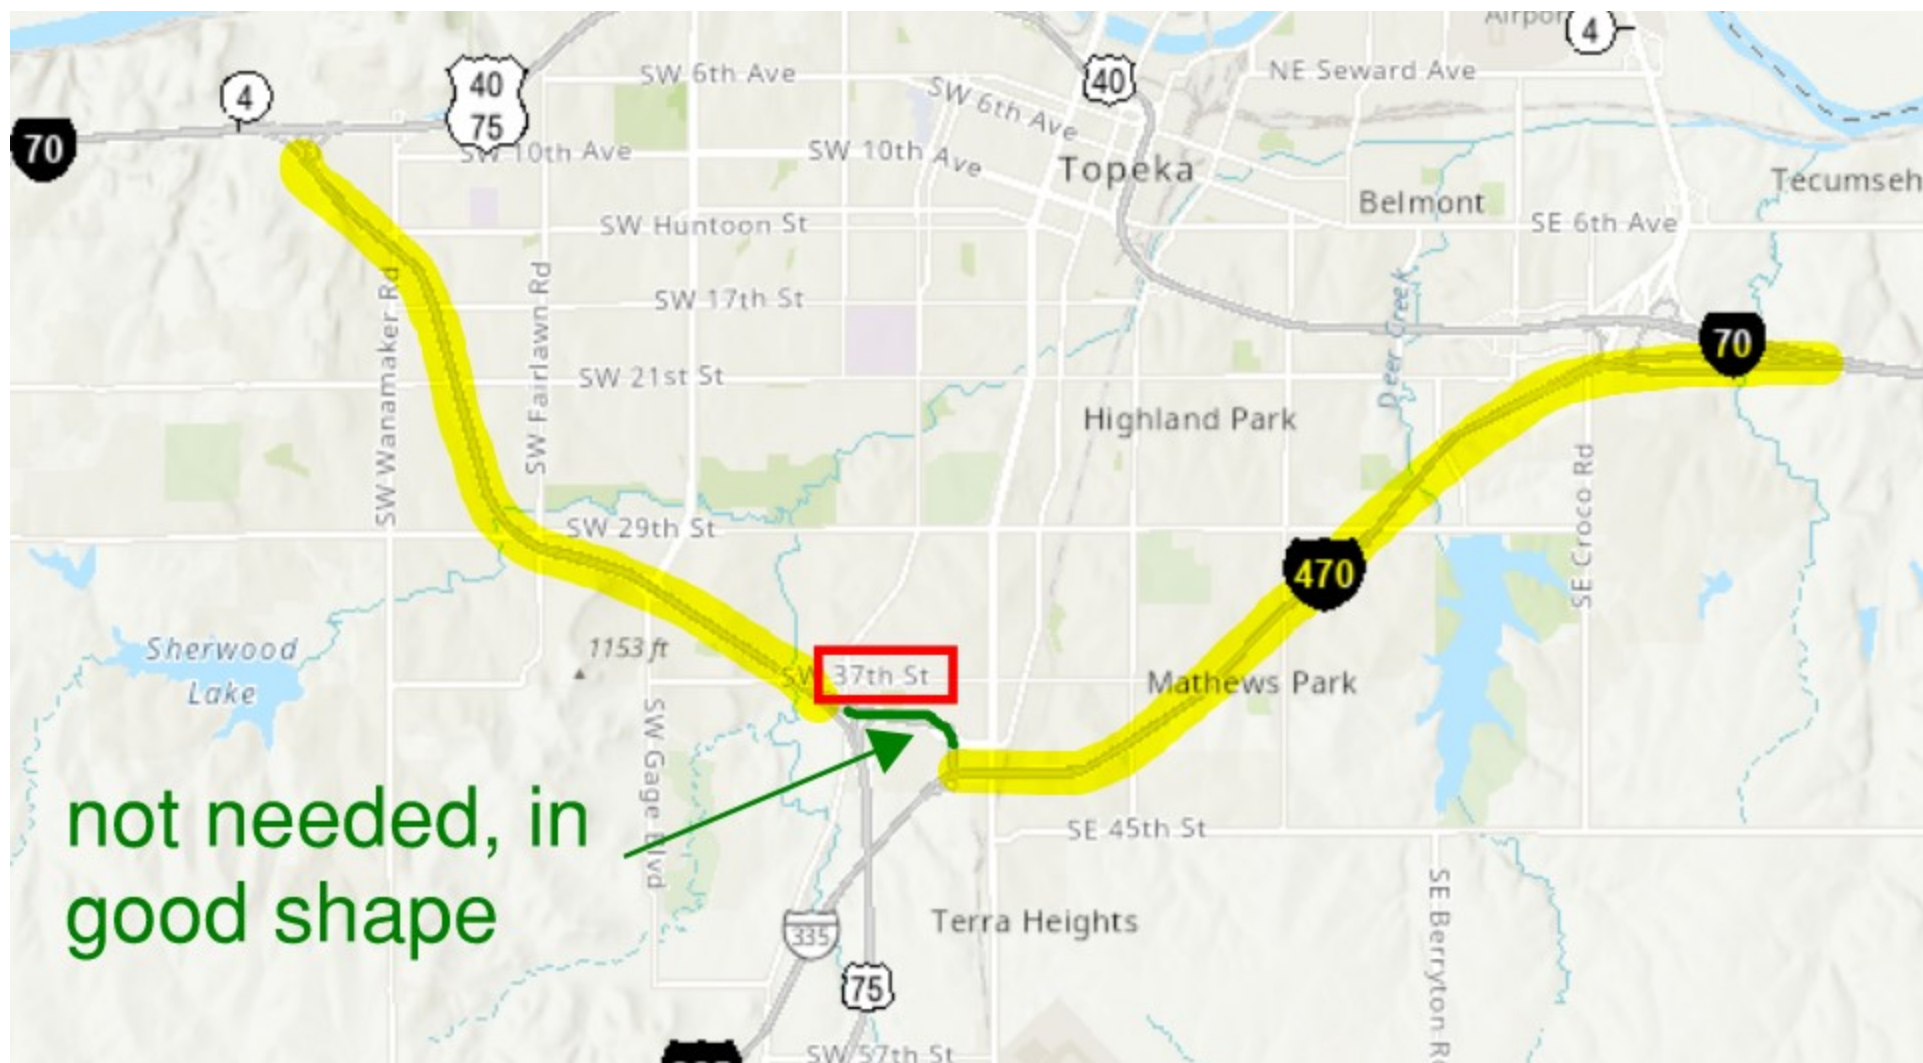 Airpor
4
40
75
SW 6th Ave
40
NE Seward Ave
4
SW 6th Ave
70
SW 10th Ave
SW 10th Ave
Topeka
Tecumseh
Belmont
SW Huntoon St
SE 6th Ave
SW Wanamaker Rd
SW Fairlawn Rd
SW 17th St
Deer Creek
70
SW 21st St
Highland Park
SE Croco Rd
SW 29th St
470
Sherwood
Lake
1153 ft
SW 37th St
Mathews Park
SW Gage Blvd
not needed, in
good shape
SE 45th St
SE Berryton Rd
Terra Heights
335
75
SW 57th St